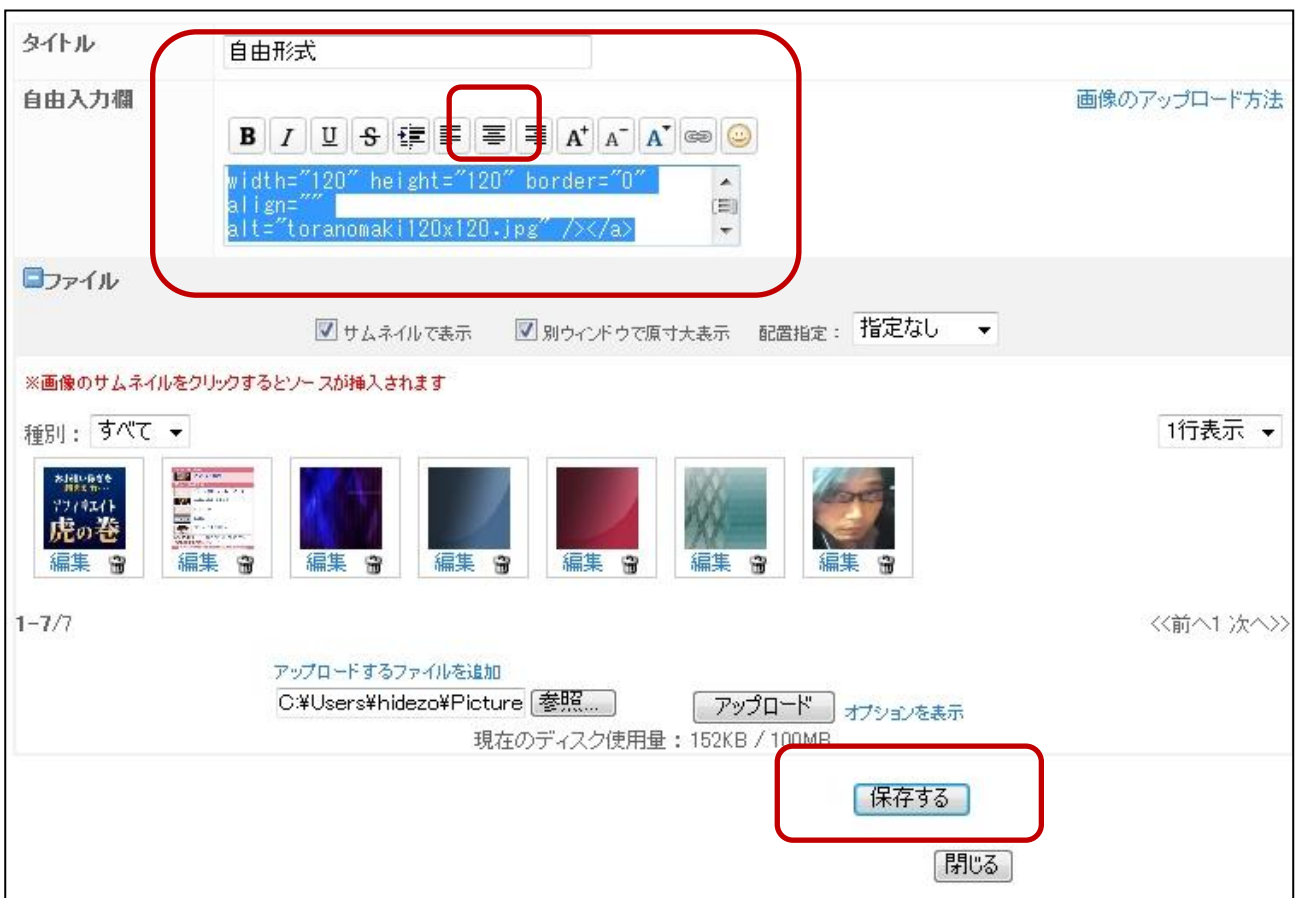 タイトル
自由形式
自由入力欄
画像のアップロード方法
B I U S A+ A- A
width="120" height="120" border="0"
align=""
alt="toranomaki120x120.jpg" /></a>
ファイル
サムネイルで表示 別ウィンドウで原寸大表示 配置指定： 指定なし
※画像のサムネイルをクリックするとソースが挿入されます
種別： すべて
1行表示
アフィリエイト
虎の巻
編集 編集 編集 編集 編集 編集 編集
1-7/7
<<前へ1 次へ>>
アップロードするファイルを追加
C:¥Users¥hidezo¥Picture 参照... アップロード オプションを表示
現在のディスク使用量：152KB / 100MB
保存する
閉じる